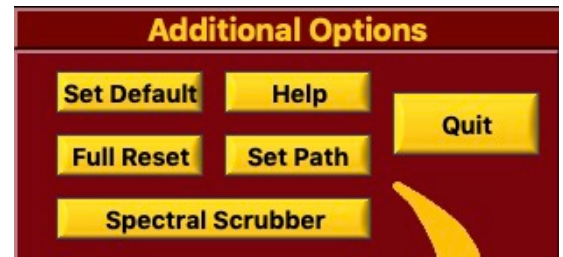 Additional Options
Set Default Help
Quit
Full Reset Set Path
Spectral Scrubber